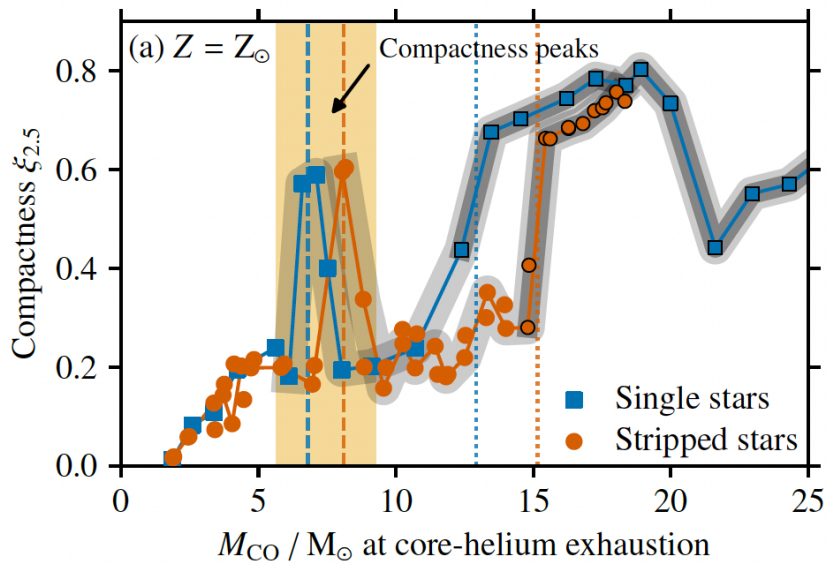 (a) Z = Z⊙
Compactness peaks
Compactness ξ2.5
0.8
0.6
0.4
0.2
0.0
Single stars
Stripped stars
0 5 10 15 20 25
MCO / M⊙ at core-helium exhaustion